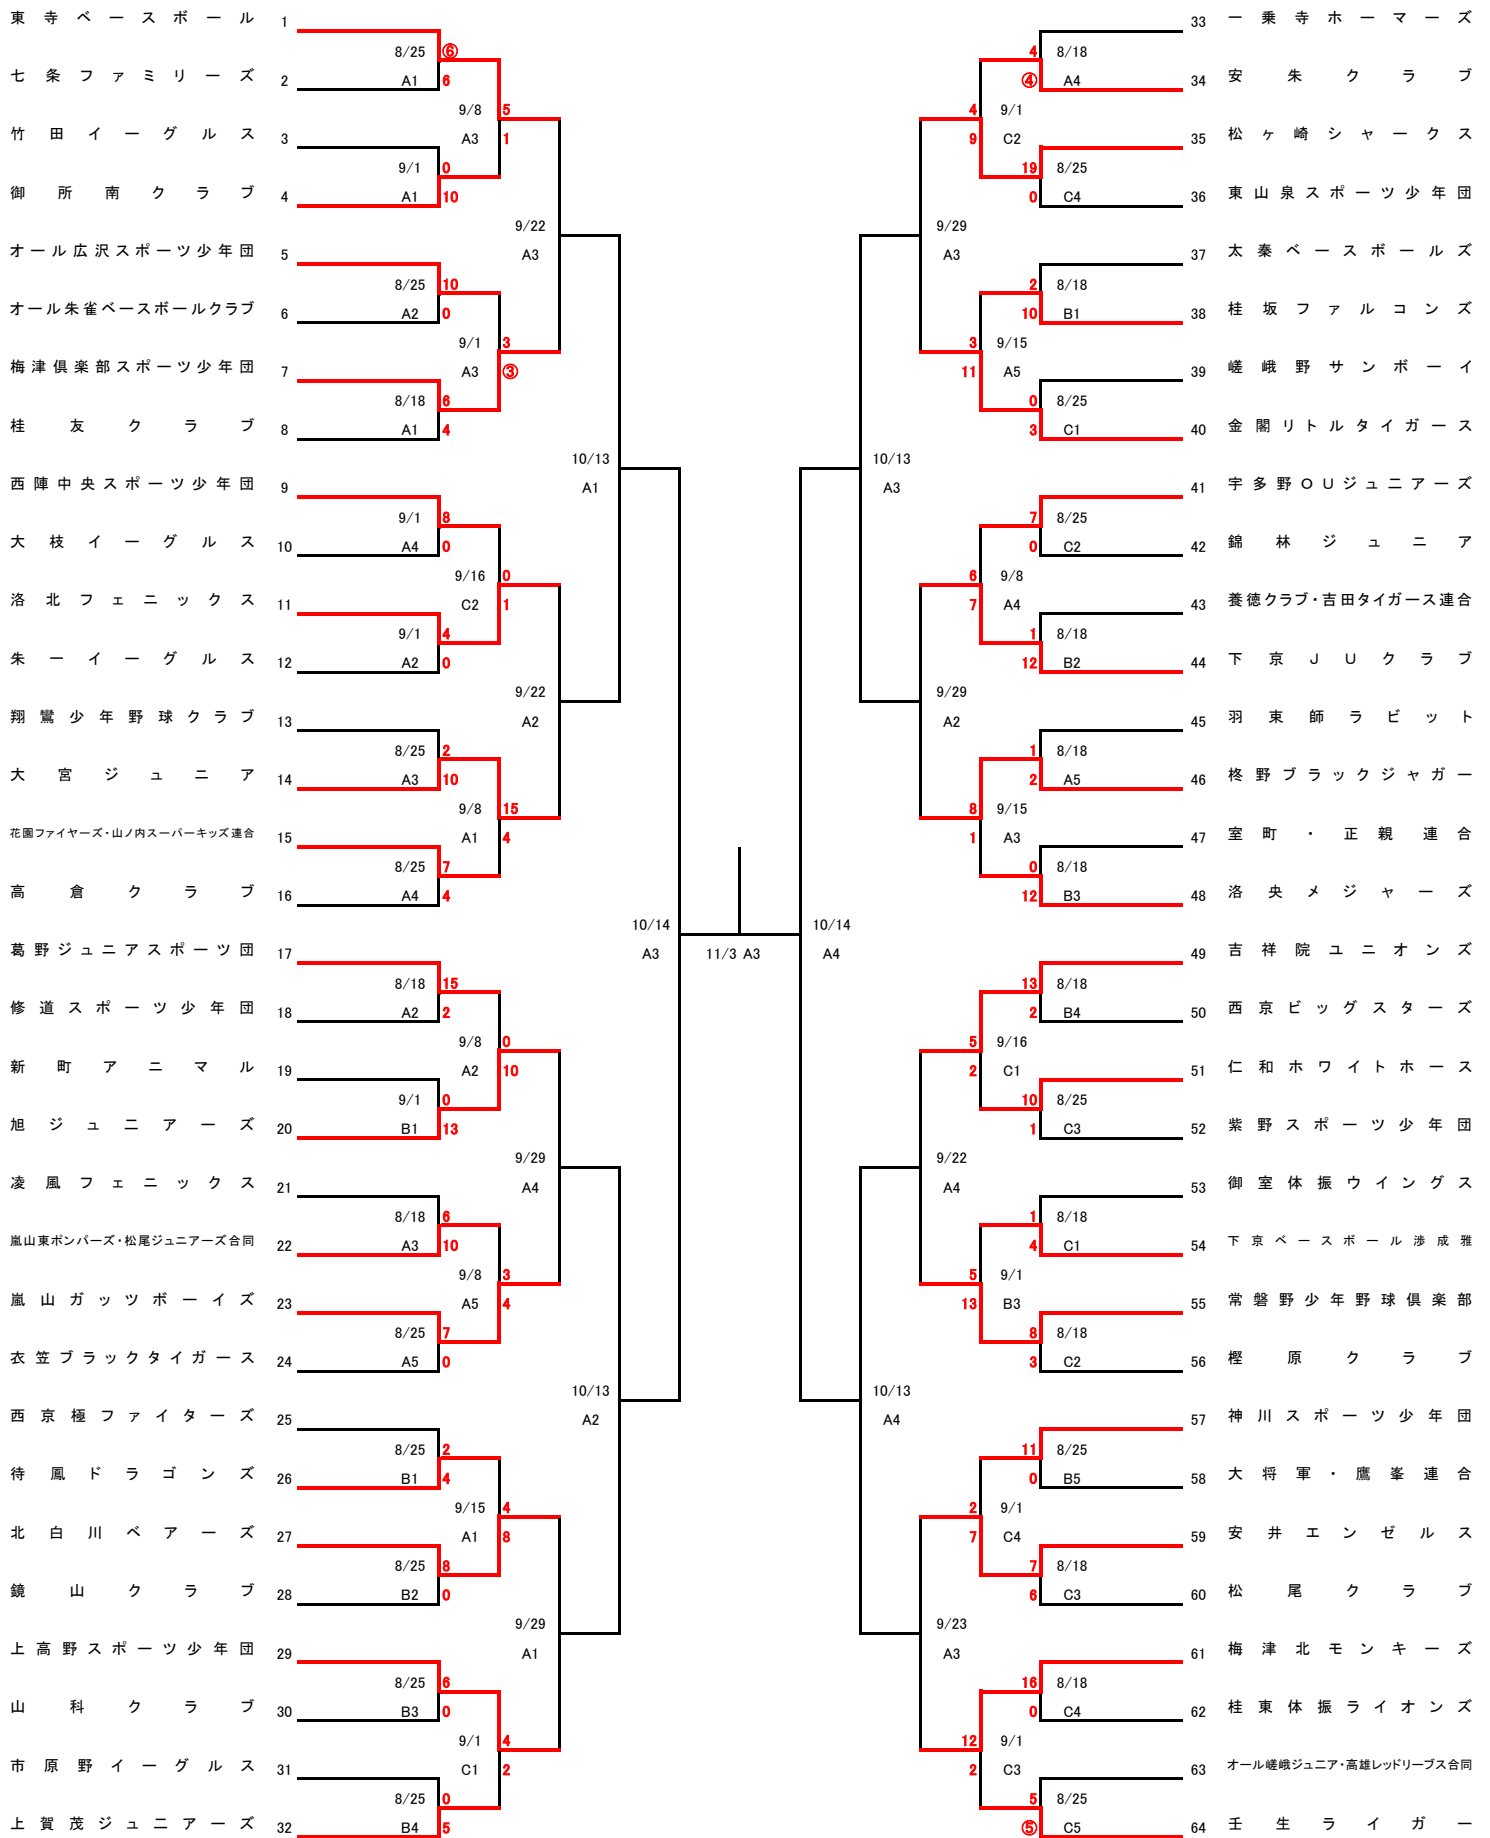 東寺ベースボール 1
8/25 ⑥
七条ファミリーズ 2 A1 6
9/8 5
竹田イーグルス 3 A3 1
9/1 0
御所南クラブ 4 A1 10
9/22
オール広沢スポーツ少年団 5 A3
8/25 10
オール朱雀ベースボールクラブ 6 A2 0
9/1 3
梅津倶楽部スポーツ少年団 7 A3 ③
8/18 6
桂友クラブ 8 A1 4
10/13
西陣中央スポーツ少年団 9 A1
9/1 8
大枝イーグルス 10 A4 0
9/16 0
洛北フェニックス 11 C2 1
9/1 4
朱一イーグルス 12 A2 0
9/22
翔鸞少年野球クラブ 13 A2
8/25 2
大宮ジュニア 14 A3 10
9/8 15
花園ファイヤーズ・山ノ内スーパーキッズ連合 15 A1 4
8/25 7
高倉クラブ 16 A4 4
10/14
葛野ジュニアスポーツ団 17 A3
8/18 15
修道スポーツ少年団 18 A2 2
9/8 0
新町アニマル 19 A2 10
9/1 0
旭ジュニアーズ 20 B1 13
9/29
凌風フェニックス 21 A4
8/18 6
嵐山東ポンパーズ・松尾ジュニアーズ合同 22 A3 10
9/8 3
嵐山ガッツボーイズ 23 A5 4
8/25 7
衣笠ブラックタイガース 24 A5 0
10/13
西京極ファイターズ 25 A2
8/25 2
待鳳ドラゴンズ 26 B1 4
9/15 4
北白川ベアーズ 27 A1 8
8/25 8
鏡山クラブ 28 B2 0
9/29
上高野スポーツ少年団 29 A1
8/25 6
山科クラブ 30 B3 0
9/1 4
市原野イーグルス 31 C1 2
8/25 0
上賀茂ジュニアーズ 32 B4 5
11/3 A3
33 一乗寺ホーマーズ
4 8/18
④ A4 34 安朱クラブ
4 9/1
9 C2 35 松ヶ崎シャークス
19 8/25
0 C4 36 東山泉スポーツ少年団
9/29
A3 37 太秦ベースボールズ
2 8/18
10 B1 38 桂坂ファルコンズ
3 9/15
11 A5 39 嵯峨野サンボーイ
0 8/25
3 C1 40 金閣リトルタイガース
10/13
A3 41 宇多野OUジュニアーズ
7 8/25
0 C2 42 錦林ジュニア
6 9/8
7 A4 43 養徳クラブ・吉田タイガース連合
1 8/18
12 B2 44 下京JUクラブ
9/29
A2 45 羽束師ラビット
1 8/18
2 A5 46 柊野ブラックジャガー
8 9/15
1 A3 47 室町・正親連合
0 8/18
12 B3 48 洛央メジャーズ
10/14
A4 49 吉祥院ユニオンズ
13 8/18
2 B4 50 西京ビッグスターズ
5 9/16
2 C1 51 仁和ホワイトホース
10 8/25
1 C3 52 紫野スポーツ少年団
9/22
A4 53 御室体振ウイングス
1 8/18
4 C1 54 下京ベースボール渉成雅
5 9/1
13 B3 55 常磐野少年野球倶楽部
8 8/18
3 C2 56 樫原クラブ
10/13
A4 57 神川スポーツ少年団
11 8/25
0 B5 58 大将軍・鷹峯連合
2 9/1
7 C4 59 安井エンゼルス
7 8/18
6 C3 60 松尾クラブ
9/23
A3 61 梅津北モンキーズ
16 8/18
0 C4 62 桂東体振ライオンズ
12 9/1
2 C3 63 オール嵯峨ジュニア・高雄レッドリーブス合同
5 8/25
⑤ C5 64 壬生ライガー